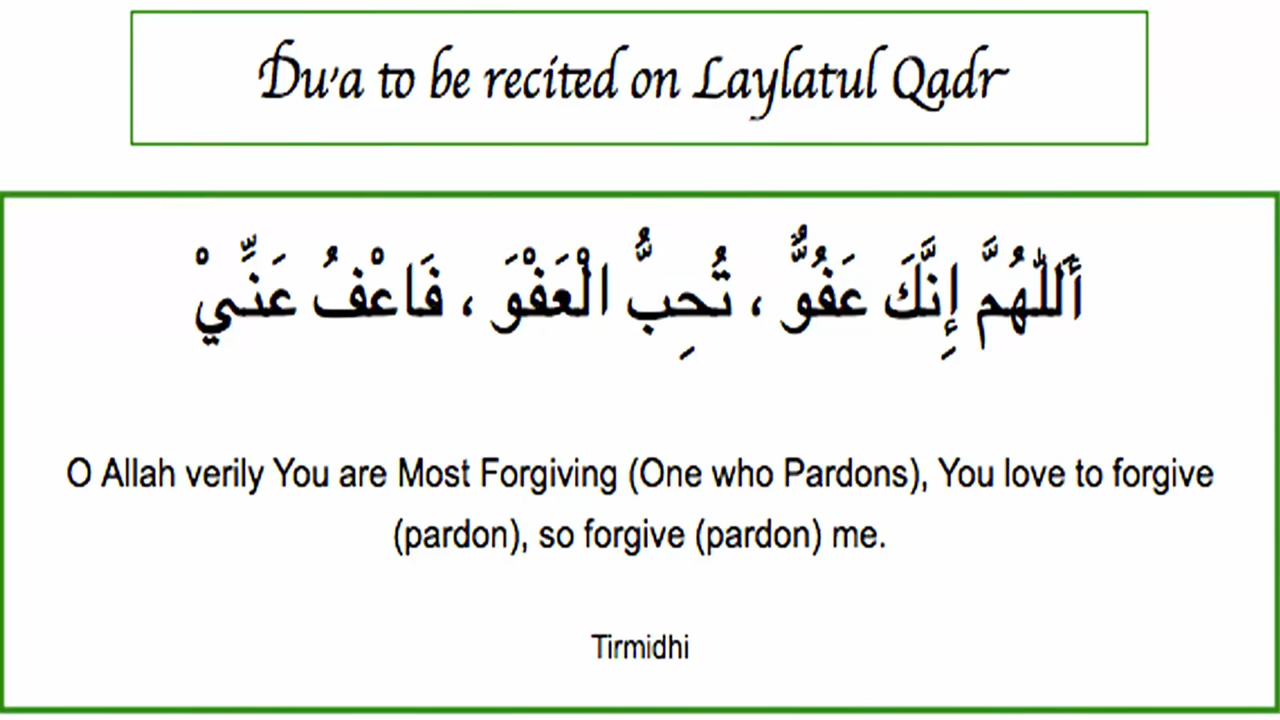 Du'a to be recited on Laylatul Qadr
أَللّٰهُمَّ إِنَّكَ عَفُوٌّ ، تُحِبُّ الْعَفْوَ ، فَاعْفُ عَنِّيْ
O Allah verily You are Most Forgiving (One who Pardons), You love to forgive
(pardon), so forgive (pardon) me.
Tirmidhi